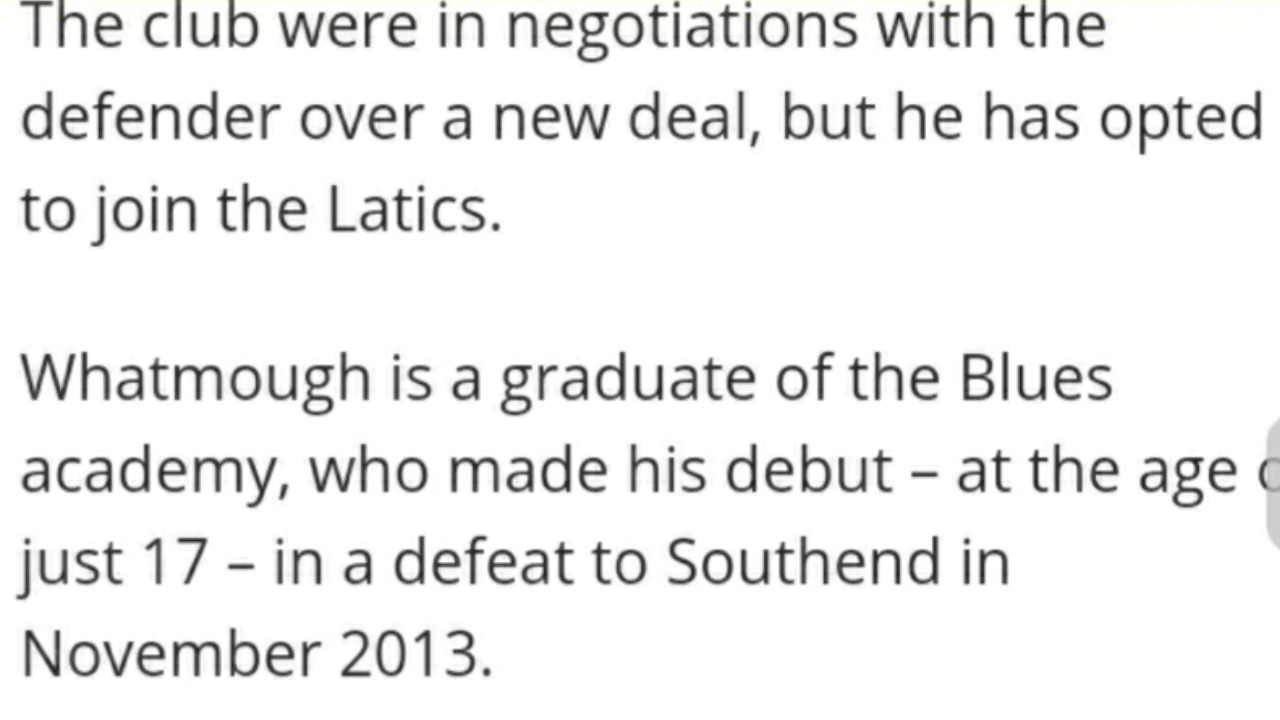 The club were in negotiations with the
defender over a new deal, but he has opted
to join the Latics.
Whatmough is a graduate of the Blues
academy, who made his debut – at the age
just 17 – in a defeat to Southend in
November 2013.